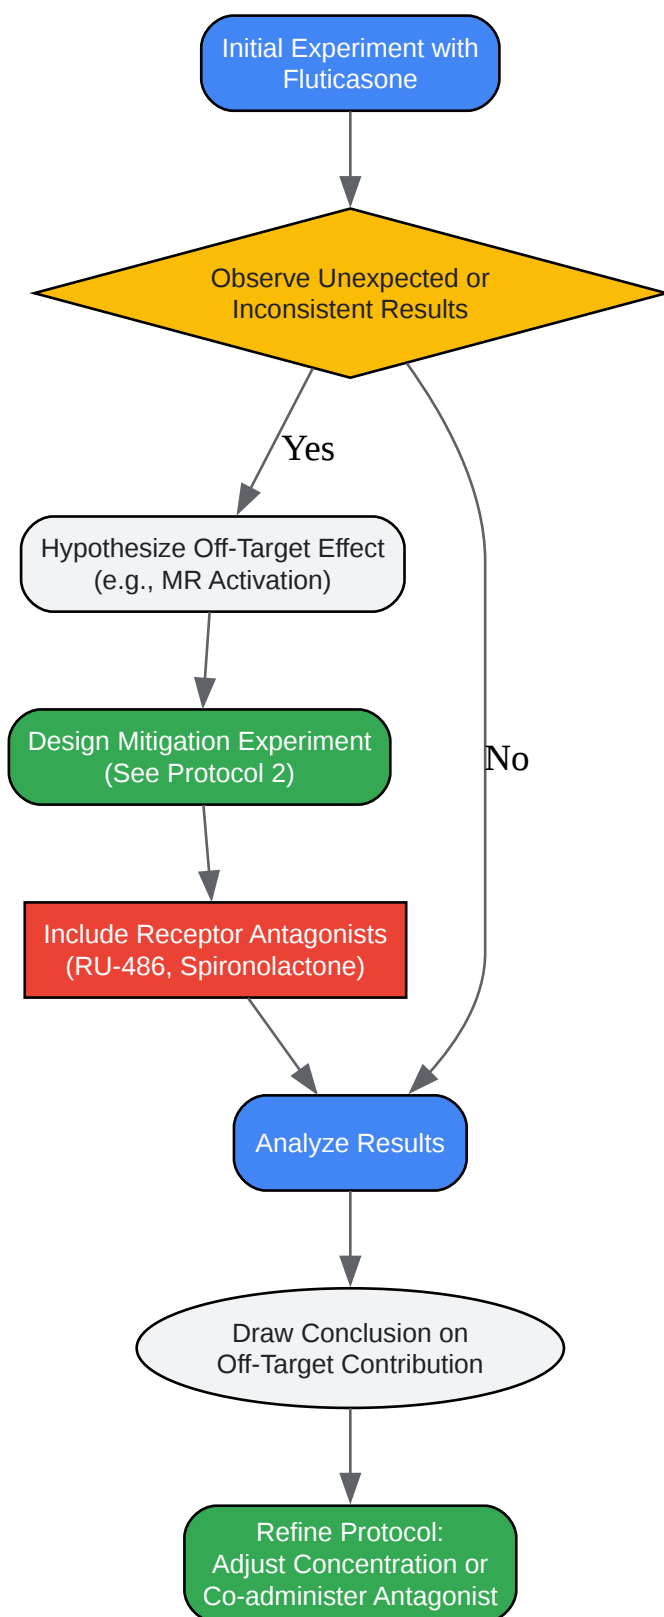 Initial Experiment with
Fluticasone
Observe Unexpected or
Inconsistent Results
Yes
Hypothesize Off-Target Effect
(e.g., MR Activation)
Design Mitigation Experiment
(See Protocol 2)
No
Include Receptor Antagonists
(RU-486, Spironolactone)
Analyze Results
Draw Conclusion on
Off-Target Contribution
Refine Protocol:
Adjust Concentration or
Co-administer Antagonist